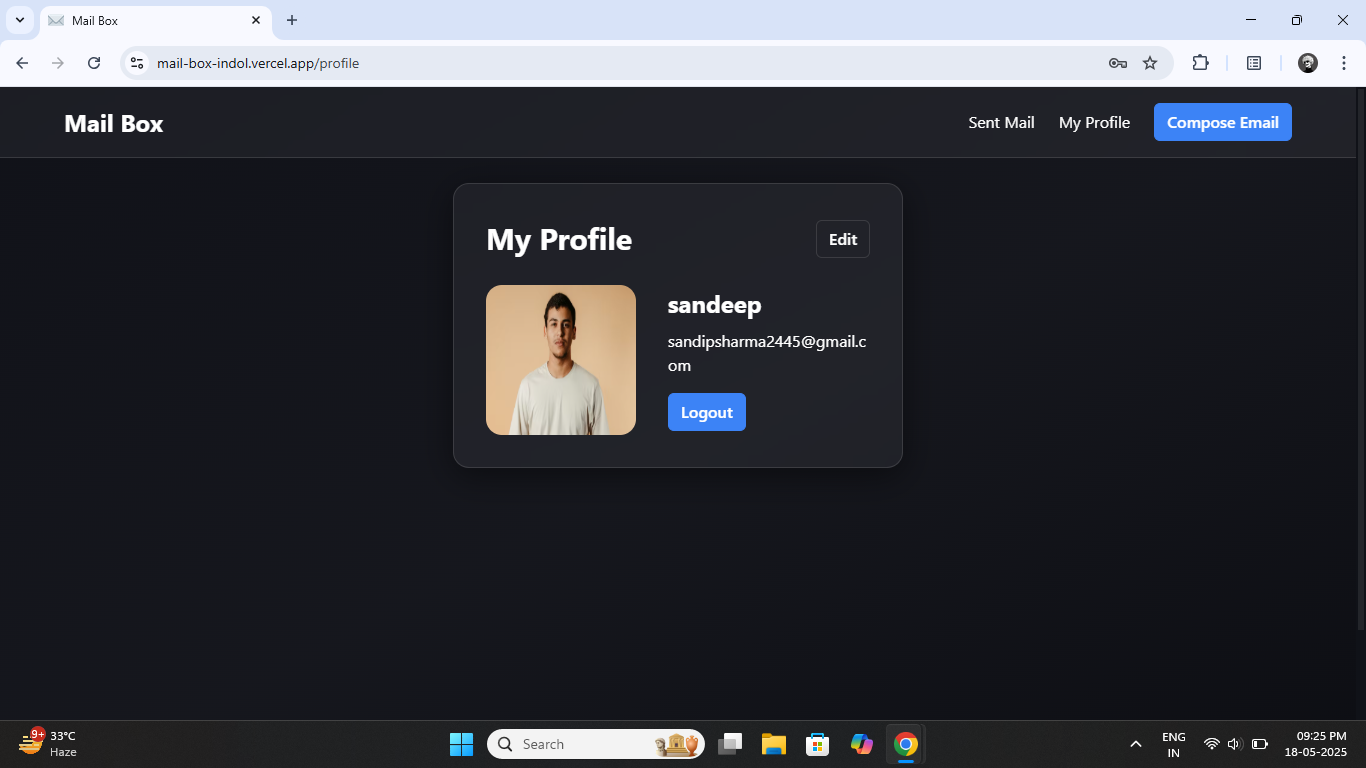 Mail Box
mail-box-indol.vercel.app/profile
Mail Box
Sent Mail
My Profile
Compose Email
My Profile
Edit
sandeep
sandipsharma2445@gmail.c
om
Logout
9+
33°C
Haze
Search
ENG
IN
09:25 PM
18-05-2025